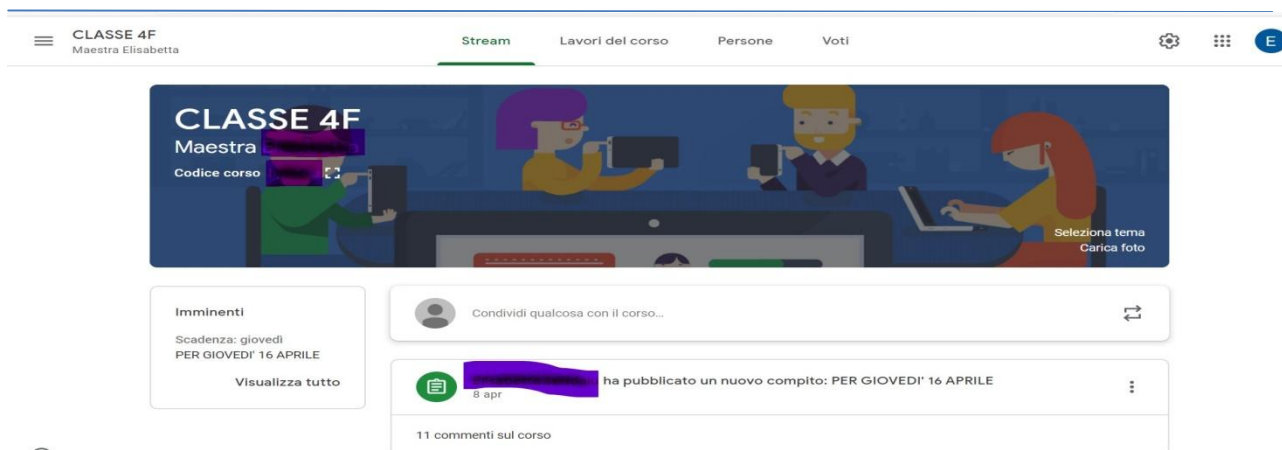 CLASSE 4F
Maestra Elisabetta
Stream Lavori del corso Persone Voti
E
CLASSE 4F
Maestra
Codice corso
Seleziona tema
Carica foto
Imminenti
Scadenza: giovedì
PER GIOVEDI' 16 APRILE
Visualizza tutto
Condividi qualcosa con il corso...
ha pubblicato un nuovo compito: PER GIOVEDI' 16 APRILE
8 apr
11 commenti sul corso